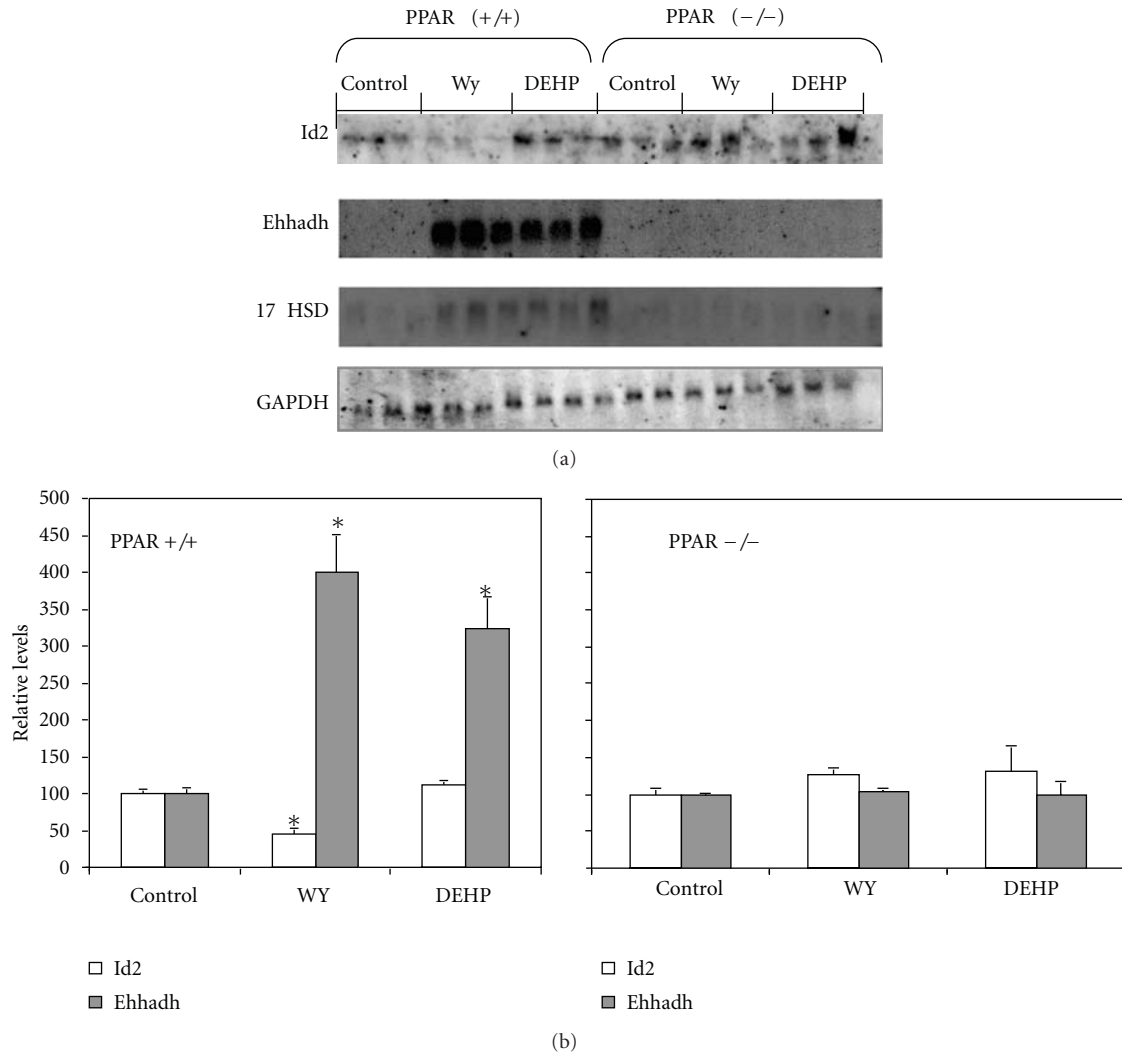 PPAR (+/+) PPAR (−/−)
Control Wy DEHP Control Wy DEHP
Id2
Ehhadh
17 HSD
GAPDH
(a)
500
450
400
350
300
250
200
150
100
50
0
Relative levels
PPAR +/+
*
*
*
Control WY DEHP
Id2
Ehhadh
PPAR −/−
Control WY DEHP
Id2
Ehhadh
(b)